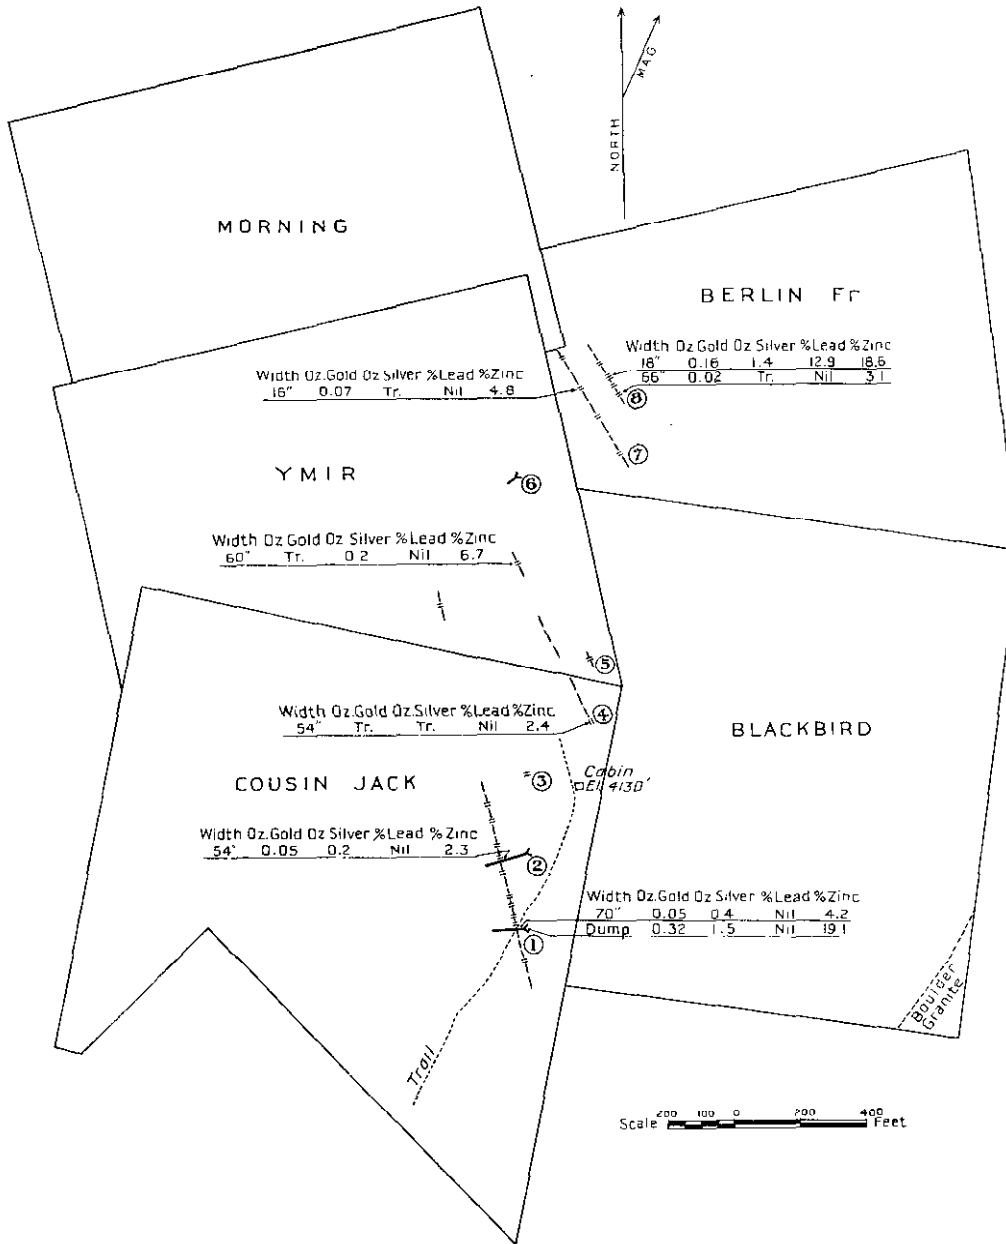 NORTH
MAG
MORNING
BERLIN Fr
Width Oz Gold Oz Silver %Lead %Zinc
18" 0.16 1.4 12.9 18.6
66" 0.02 Tr. Nil 3.1
Width Oz.Gold Oz Silver %Lead %Zinc
16" 0.07 Tr. Nil 4.8
8
7
YMIR
6
Width Oz Gold Oz Silver %Lead %Zinc
60" Tr. 0.2 Nil 6.7
5
Width Oz.Gold Oz.Silver %Lead %Zinc
54" Tr. Tr. Nil 2.4
4
BLACKBIRD
COUSIN JACK
3
Cabin
El. 4130'
Width Oz.Gold Oz Silver %Lead % Zinc
54' 0.05 0.2 Nil 2.3
2
Width Oz.Gold Oz Silver %Lead %Zinc
70" 0.05 0.4 Nil 4.2
Dump 0.32 1.5 Nil 19.1
1
Boulder
Granite
Trail
Scale 200 100 0 200 400 Feet